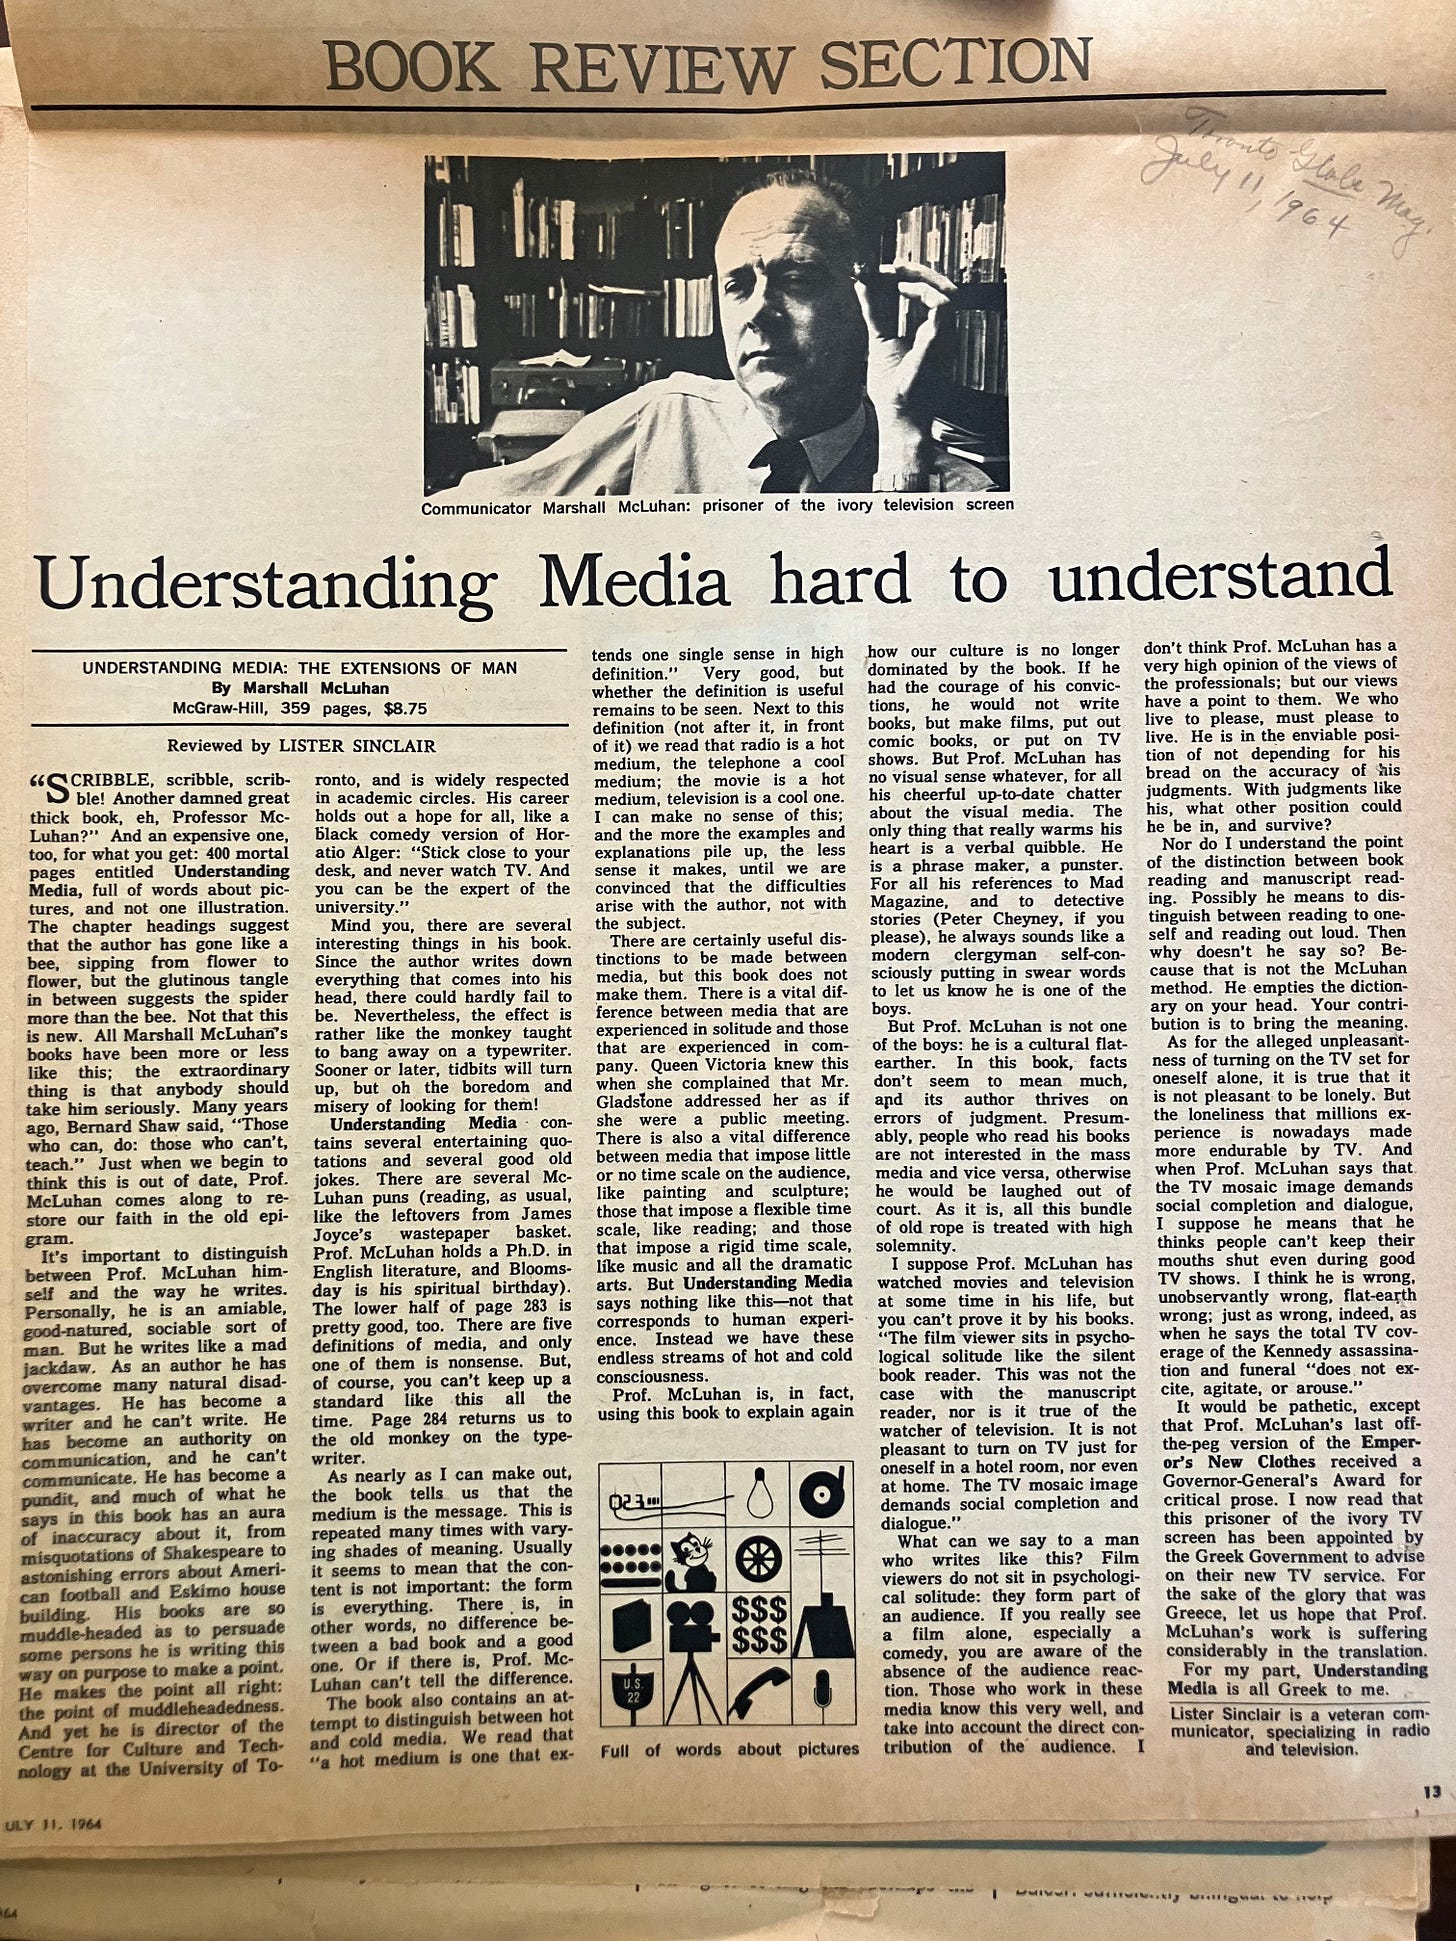 BOOK REVIEW SECTION
Toronto Globe Mag.
July 11, 1964
Communicator Marshall McLuhan: prisoner of the ivory television screen
Understanding Media hard to understand
UNDERSTANDING MEDIA: THE EXTENSIONS OF MAN
By Marshall McLuhan
McGraw-Hill, 359 pages, $8.75
Reviewed by LISTER SINCLAIR
“SCRIBBLE, scribble, scrib-
ble! Another damned great
thick book, eh, Professor Mc-
Luhan?” And an expensive one,
too, for what you get: 400 mortal
pages entitled Understanding
Media, full of words about pic-
tures, and not one illustration.
The chapter headings suggest
that the author has gone like a
bee, sipping from flower to
flower, but the glutinous tangle
in between suggests the spider
more than the bee. Not that this
is new. All Marshall McLuhan's
books have been more or less
like this; the extraordinary
thing is that anybody should
take him seriously. Many years
ago, Bernard Shaw said, “Those
who can, do: those who can't,
teach.” Just when we begin to
think this is out of date, Prof.
McLuhan comes along to re-
store our faith in the old epi-
gram.
It's important to distinguish
between Prof. McLuhan him-
self and the way he writes.
Personally, he is an amiable,
good-natured, sociable sort of
man. But he writes like a mad
jackdaw. As an author he has
overcome many natural disad-
vantages. He has become a
writer and he can't write. He
has become an authority on
communication, and he can't
communicate. He has become a
pundit, and much of what he
says in this book has an aura
of inaccuracy about it, from
misquotations of Shakespeare to
astonishing errors about Ameri-
can football and Eskimo house
building. His books are so
muddle-headed as to persuade
some persons he is writing this
way on purpose to make a point.
He makes the point all right:
the point of muddleheadedness.
And yet he is director of the
Centre for Culture and Tech-
nology at the University of To-
ronto, and is widely respected
in academic circles. His career
holds out a hope for all, like a
black comedy version of Hor-
atio Alger: “Stick close to your
desk, and never watch TV. And
you can be the expert of the
university.”
Mind you, there are several
interesting things in his book.
Since the author writes down
everything that comes into his
head, there could hardly fail to
be. Nevertheless, the effect is
rather like the monkey taught
to bang away on a typewriter.
Sooner or later, tidbits will turn
up, but oh the boredom and
misery of looking for them!
Understanding Media con-
tains several entertaining quo-
tations and several good old
jokes. There are several Mc-
Luhan puns (reading, as usual,
like the leftovers from James
Joyce's wastepaper basket.
Prof. McLuhan holds a Ph.D. in
English literature, and Blooms-
day is his spiritual birthday).
The lower half of page 283 is
pretty good, too. There are five
definitions of media, and only
one of them is nonsense. But,
of course, you can't keep up a
standard like this all the
time. Page 284 returns us to
the old monkey on the type-
writer.
As nearly as I can make out,
the book tells us that the
medium is the message. This is
repeated many times with vary-
ing shades of meaning. Usually
it seems to mean that the con-
tent is not important: the form
is everything. There is, in
other words, no difference be-
tween a bad book and a good
one. Or if there is, Prof. Mc-
Luhan can't tell the difference.
The book also contains an at-
tempt to distinguish between hot
and cold media. We read that
“a hot medium is one that ex-
tends one single sense in high
definition.” Very good, but
whether the definition is useful
remains to be seen. Next to this
definition (not after it, in front
of it) we read that radio is a hot
medium, the telephone a cool
medium; the movie is a hot
medium, television is a cool one.
I can make no sense of this;
and the more the examples and
explanations pile up, the less
sense it makes, until we are
convinced that the difficulties
arise with the author, not with
the subject.
There are certainly useful dis-
tinctions to be made between
media, but this book does not
make them. There is a vital dif-
ference between media that are
experienced in solitude and those
that are experienced in com-
pany. Queen Victoria knew this
when she complained that Mr.
Gladstone addressed her as if
she were a public meeting.
There is also a vital difference
between media that impose little
or no time scale on the audience,
like painting and sculpture;
those that impose a flexible time
scale, like reading; and those
that impose a rigid time scale,
like music and all the dramatic
arts. But Understanding Media
says nothing like this—not that
corresponds to human experi-
ence. Instead we have these
endless streams of hot and cold
consciousness.
Prof. McLuhan is, in fact,
using this book to explain again
$$$
$$$
U.S.
22
Full of words about pictures
how our culture is no longer
dominated by the book. If he
had the courage of his convic-
tions, he would not write
books, but make films, put out
comic books, or put on TV
shows. But Prof. McLuhan has
no visual sense whatever, for all
his cheerful up-to-date chatter
about the visual media. The
only thing that really warms his
heart is a verbal quibble. He
is a phrase maker, a punster.
For all his references to Mad
Magazine, and to detective
stories (Peter Cheyney, if you
please), he always sounds like a
modern clergyman self-con-
sciously putting in swear words
to let us know he is one of the
boys.
But Prof. McLuhan is not one
of the boys: he is a cultural flat-
earther. In this book, facts
don't seem to mean much,
and its author thrives on
errors of judgment. Presum-
ably, people who read his books
are not interested in the mass
media and vice versa, otherwise
he would be laughed out of
court. As it is, all this bundle
of old rope is treated with high
solemnity.
I suppose Prof. McLuhan has
watched movies and television
at some time in his life, but
you can't prove it by his books.
“The film viewer sits in psycho-
logical solitude like the silent
book reader. This was not the
case with the manuscript
reader, nor is it true of the
watcher of television. It is not
pleasant to turn on TV just for
oneself in a hotel room, nor even
at home. The TV mosaic image
demands social completion and
dialogue.”
What can we say to a man
who writes like this? Film
viewers do not sit in psychologi-
cal solitude: they form part of
an audience. If you really see
a film alone, especially a
comedy, you are aware of the
absence of the audience reac-
tion. Those who work in these
media know this very well, and
take into account the direct con-
tribution of the audience. I
don't think Prof. McLuhan has a
very high opinion of the views of
the professionals; but our views
have a point to them. We who
live to please, must please to
live. He is in the enviable posi-
tion of not depending for his
bread on the accuracy of his
judgments. With judgments like
his, what other position could
he be in, and survive?
Nor do I understand the point
of the distinction between book
reading and manuscript read-
ing. Possibly he means to dis-
tinguish between reading to one-
self and reading out loud. Then
why doesn't he say so? Be-
cause that is not the McLuhan
method. He empties the diction-
ary on your head. Your contri-
bution is to bring the meaning.
As for the alleged unpleasant-
ness of turning on the TV set for
oneself alone, it is true that it
is not pleasant to be lonely. But
the loneliness that millions ex-
perience is nowadays made
more endurable by TV. And
when Prof. McLuhan says that
the TV mosaic image demands
social completion and dialogue,
I suppose he means that he
thinks people can't keep their
mouths shut even during good
TV shows. I think he is wrong,
unobservantly wrong, flat-earth
wrong; just as wrong, indeed, as
when he says the total TV cov-
erage of the Kennedy assassina-
tion and funeral “does not ex-
cite, agitate, or arouse.”
It would be pathetic, except
that Prof. McLuhan's last off-
the-peg version of the Emper-
or's New Clothes received a
Governor-General's Award for
critical prose. I now read that
this prisoner of the ivory TV
screen has been appointed by
the Greek Government to advise
on their new TV service. For
the sake of the glory that was
Greece, let us hope that Prof.
McLuhan's work is suffering
considerably in the translation.
For my part, Understanding
Media is all Greek to me.
Lister Sinclair is a veteran com-
municator, specializing in radio
and television.
13
ULY 11, 1964